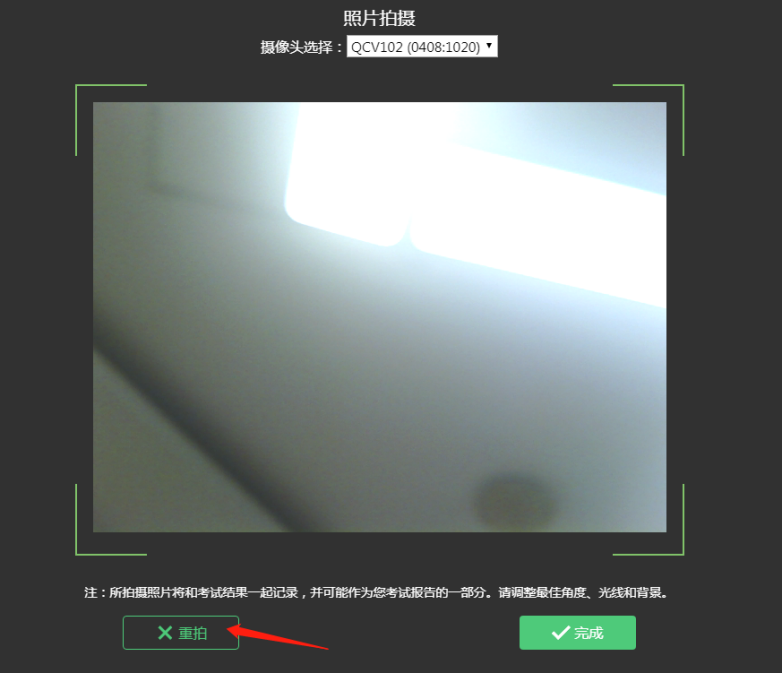 照片拍摄
摄像头选择：QCV102 (0408:1020)
注：所拍摄照片将和考试结果一起记录，并可能作为您考试报告的一部分。请调整最佳角度、光线和背景。
重拍
完成